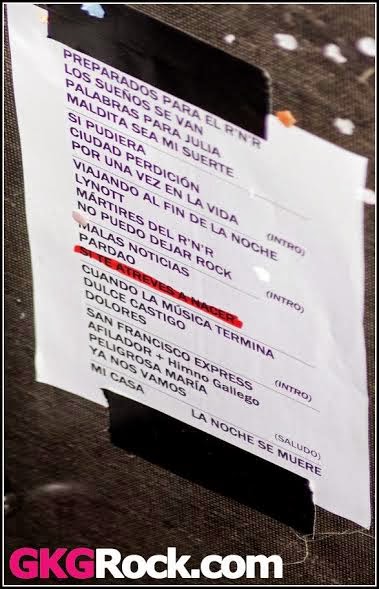 PREPARADOS PARA EL R'N'R
LOS SUEÑOS SE VAN
PALABRAS PARA JULIA
MALDITA SEA MI SUERTE
SI PUDIERA
CIUDAD PERDICIÓN
POR UNA VEZ EN LA VIDA
(INTRO)
VIAJANDO AL FIN DE LA NOCHE
LYNOTT
MÁRTIRES DEL R'N'R
NO PUEDO DEJAR ROCK
(INTRO)
MALAS NOTICIAS
PARDAO
SI TE ATREVES A NACER
CUANDO LA MÚSICA TERMINA
DULCE CASTIGO
DOLORES
(INTRO)
SAN FRANCISCO EXPRESS
AFILADOR + Himno Gallego
PELIGROSA MARÍA
YA NOS VAMOS
MI CASA
(SALUDO)
LA NOCHE SE MUERE
GKGRock.com